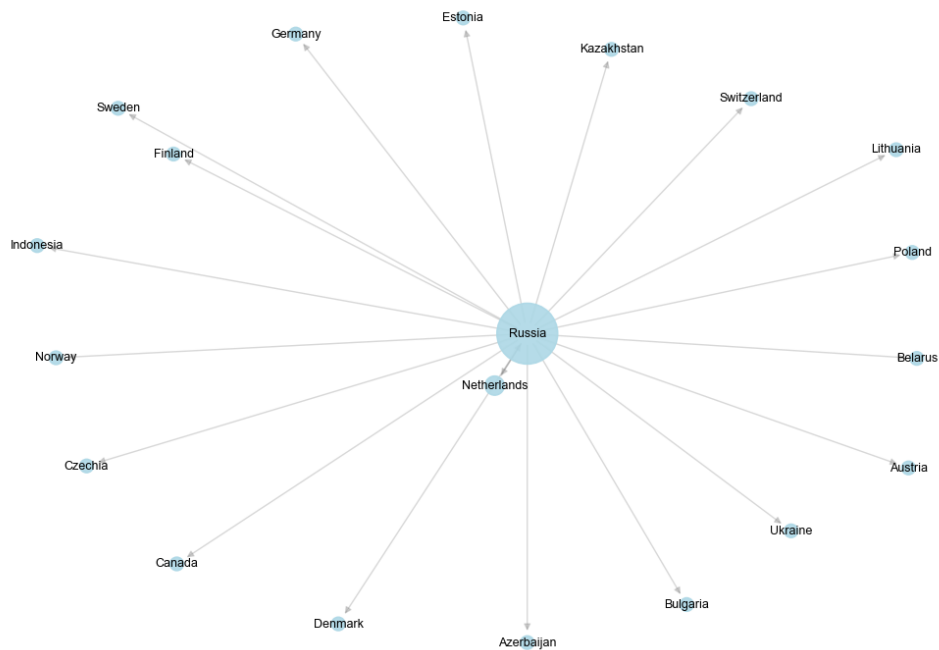 Estonia
Germany
Kazakhstan
Switzerland
Sweden
Lithuania
Finland
Indonesia
Poland
Russia
Norway
Belarus
Netherlands
Czechia
Austria
Ukraine
Canada
Bulgaria
Denmark
Azerbaijan